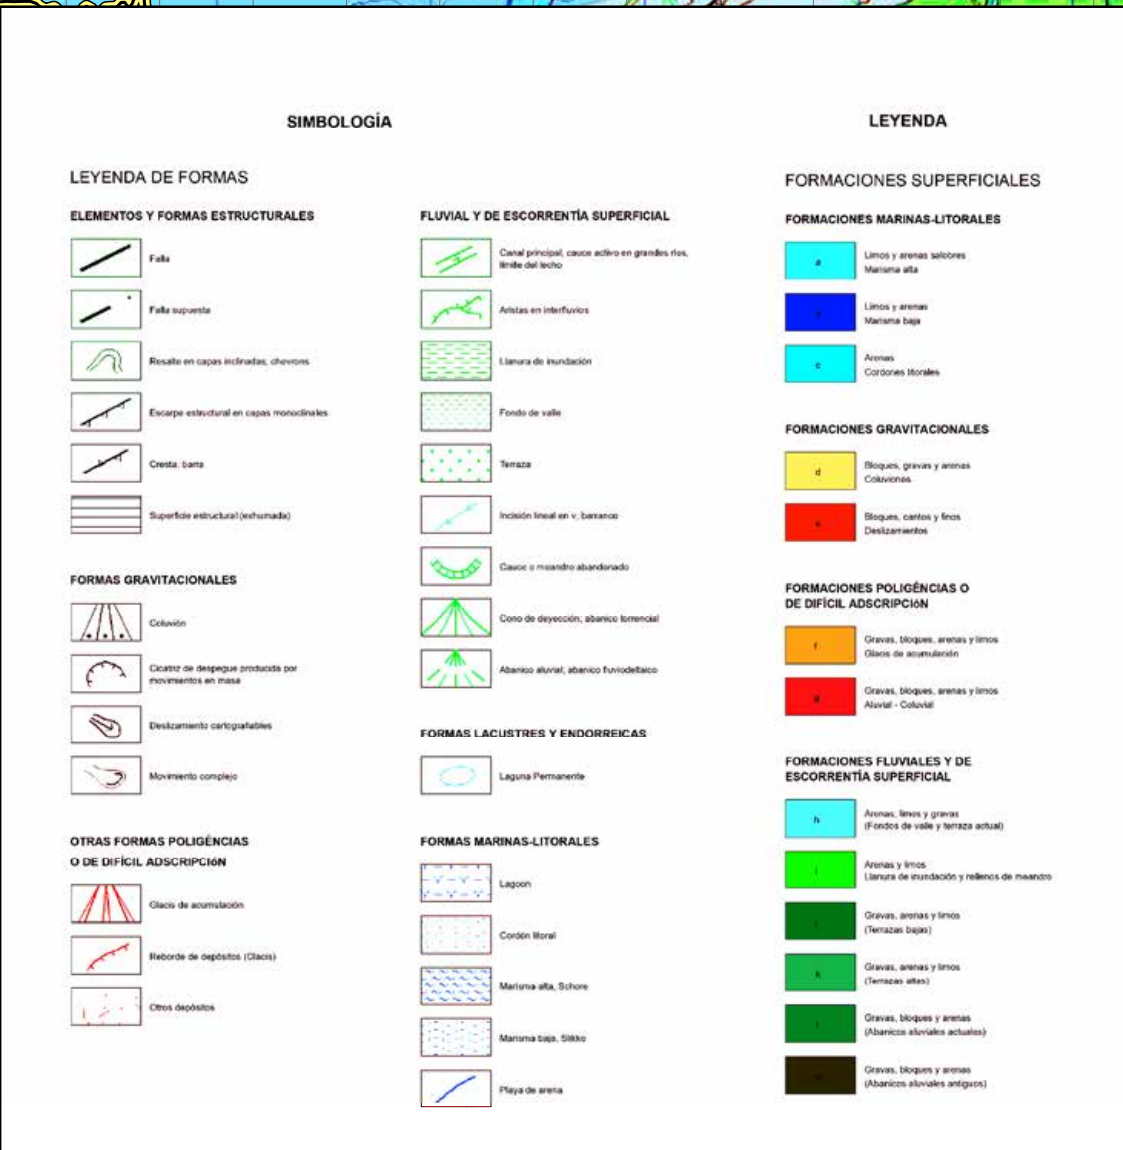 SIMBOLOGÍA
LEYENDA DE FORMAS
ELEMENTOS Y FORMAS ESTRUCTURALES
Falla
Falla supuesta
Resalte en capas inclinadas, chevrons
Escarpe estructural en capas monoclinales
Cresta; barra
Superficie estructural (exhumada)
FORMAS GRAVITACIONALES
Coluvión
Cicatriz de despegue producida por
movimientos en masa
Deslizamiento cartografiables
Movimiento complejo
OTRAS FORMAS POLIGÉNCIAS
O DE DIFÍCIL ADSCRIPCIóN
Glacis de acumulación
Reborde de depósitos (Glacis)
Otros depósitos
FLUVIAL Y DE ESCORRENTÍA SUPERFICIAL
Canal principal, cauce activo en grandes ríos,
límite del lecho
Aristas en interfluvios
Llanura de inundación
Fondo de valle
Terraza
Incisión lineal en v, barranco
Cauce o meandro abandonado
Cono de deyección; abanico torrencial
Abanico aluvial; abanico fluviodeltaico
FORMAS LACUSTRES Y ENDORREICAS
Laguna Permanente
FORMAS MARINAS-LITORALES
Lagoon
Cordón litoral
Marisma alta, Schore
Marisma baja, Slikke
Playa de arena
LEYENDA
FORMACIONES SUPERFICIALES
FORMACIONES MARINAS-LITORALES
a
Limos y arenas salobres
Marisma alta
Limos y arenas
Marisma baja
c
Arenas
Cordones litorales
FORMACIONES GRAVITACIONALES
d
Bloques, gravas y arenas
Coluviones
Bloques, cantos y finos
Deslizamientos
FORMACIONES POLIGÉNCIAS O
DE DIFÍCIL ADSCRIPCIóN
f
Gravas, bloques, arenas y limos
Glacis de acumulación
g
Gravas, bloques, arenas y limos
Aluvial - Coluvial
FORMACIONES FLUVIALES Y DE
ESCORRENTÍA SUPERFICIAL
h
Arenas, limos y gravas
(Fondos de valle y terraza actual)
i
Arenas y limos
Llanura de inundación y rellenos de meandro
Gravas, arenas y limos
(Terrazas bajas)
k
Gravas, arenas y limos
(Terrazas altas)
l
Gravas, bloques y arenas
(Abanicos aluviales actuales)
Gravas, bloques y arenas
(Abanicos aluviales antiguos)